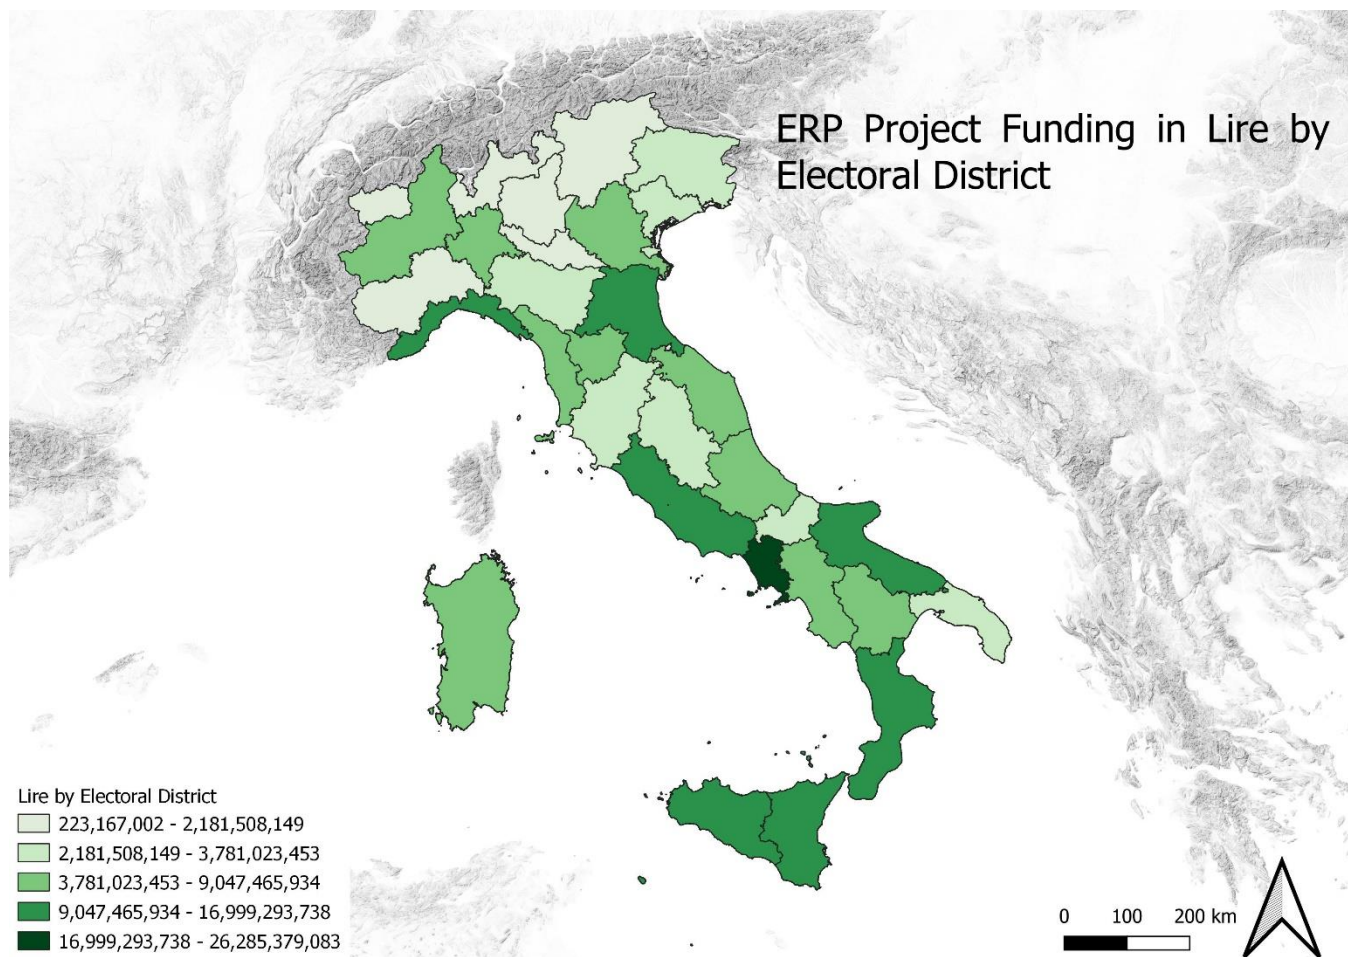 ERP Project Funding in Lire by
Electoral District
Lire by Electoral District
223,167,002 - 2,181,508,149
2,181,508,149 - 3,781,023,453
3,781,023,453 - 9,047,465,934
9,047,465,934 - 16,999,293,738
16,999,293,738 - 26,285,379,083
0 100 200 km